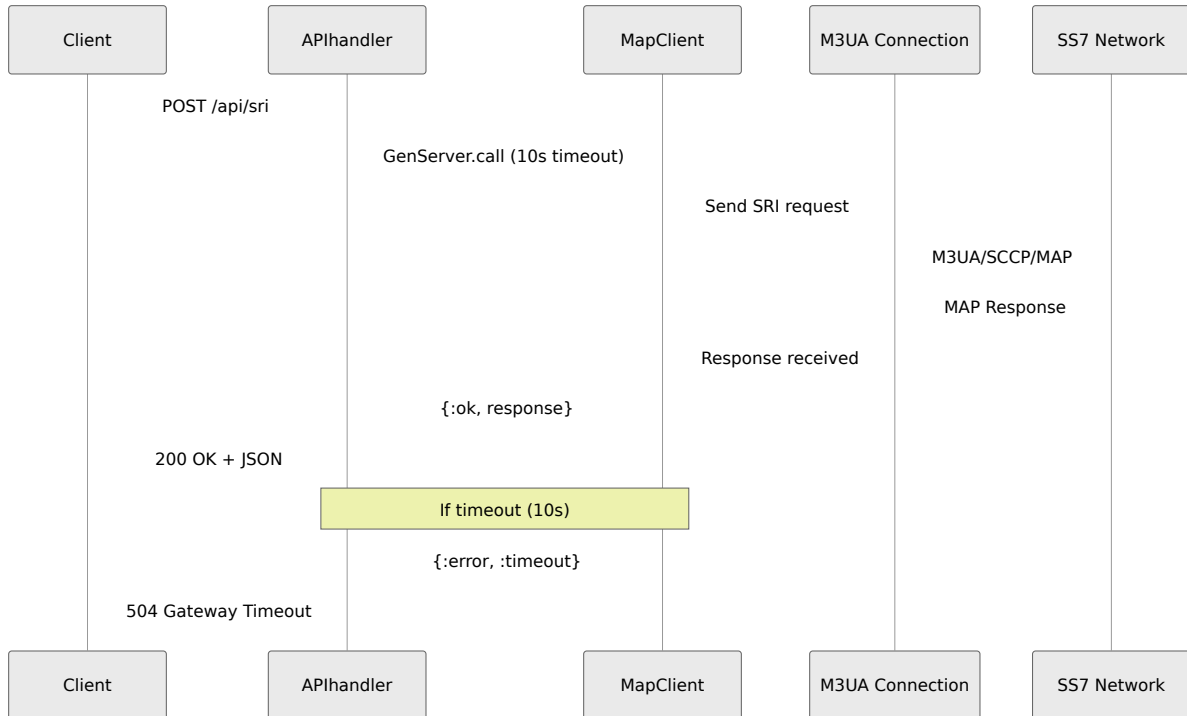 Client
APIhandler
MapClient
M3UA Connection
SS7 Network
POST /api/sri
GenServer.call (10s timeout)
Send SRI request
M3UA/SCCP/MAP
MAP Response
Response received
{:ok, response}
200 OK + JSON
If timeout (10s)
{:error, :timeout}
504 Gateway Timeout
Client
APIhandler
MapClient
M3UA Connection
SS7 Network